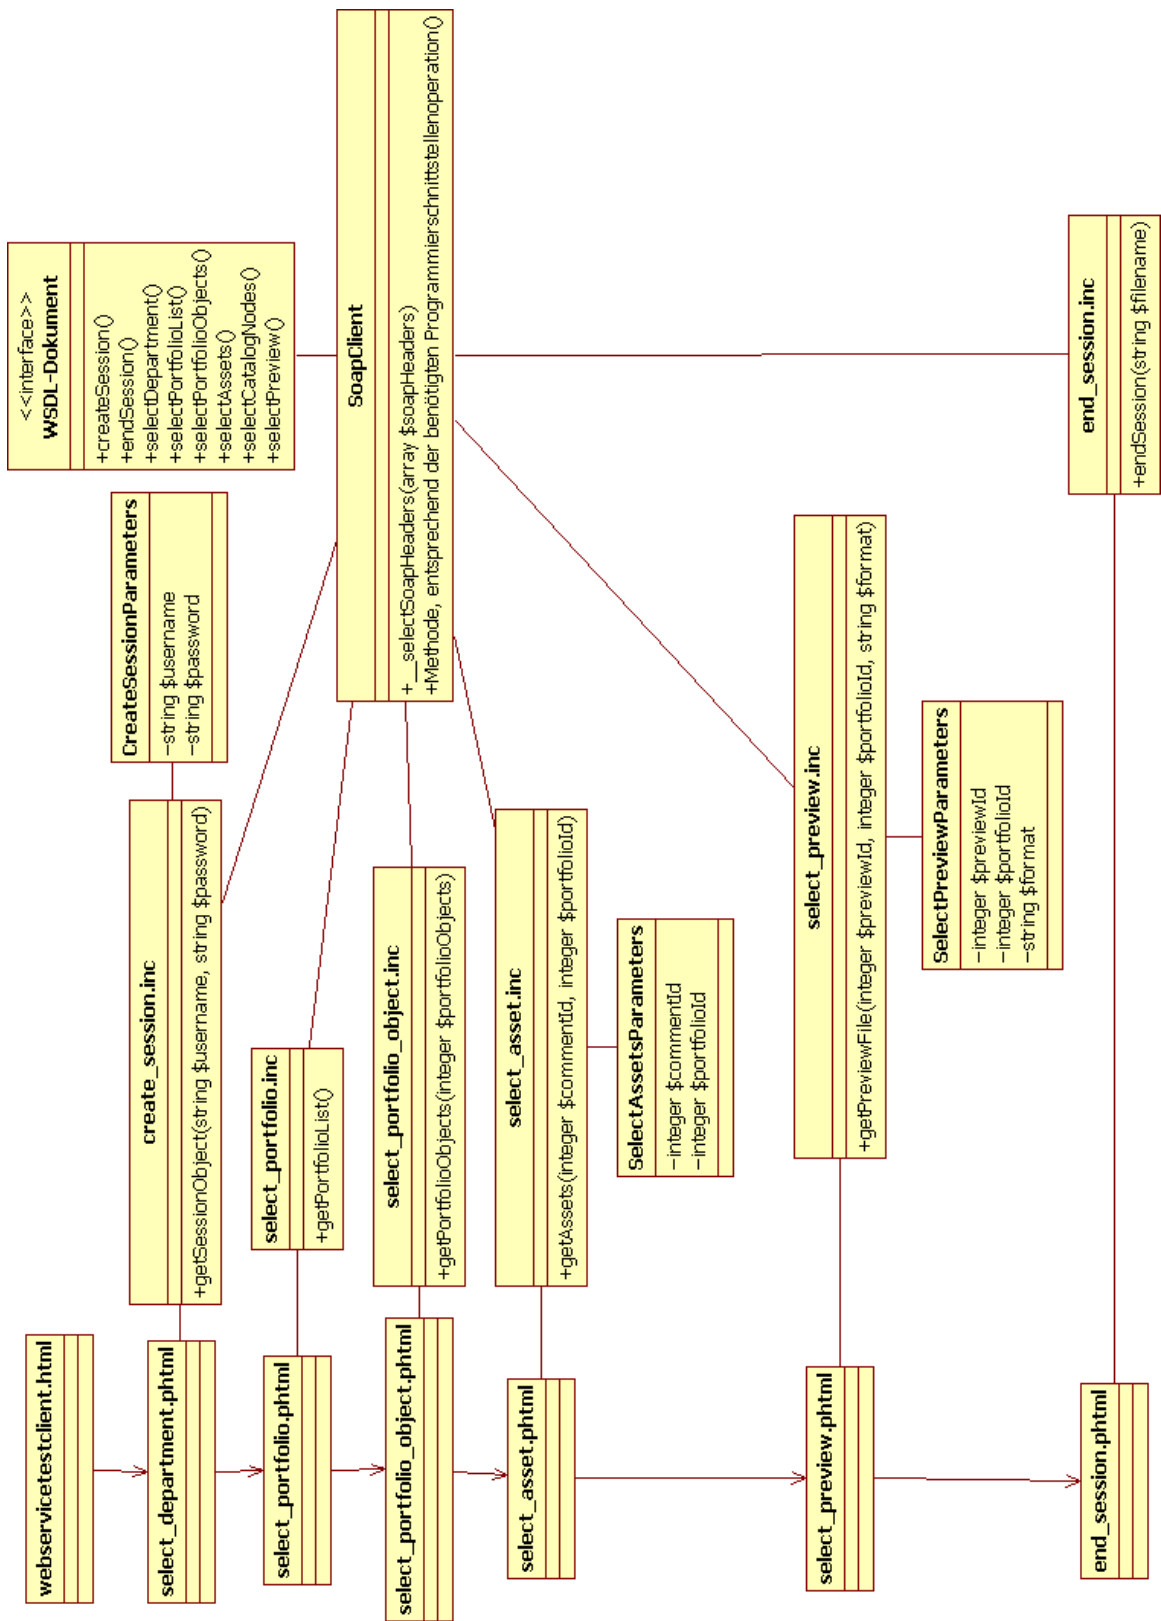 <<interface>>
WSDL-Dokument
+createSession()
+endSession()
+selectDepartment()
+selectPortfolioList()
+selectPortfolioObjects()
+selectAssets()
+selectCatalogNodes()
+selectPreview()
SoapClient
+__selectSoapHeaders(array $soapHeaders)
+Methode, entsprechend der benötigten Programmierschnittstellenoperation()
CreateSessionParameters
-string $username
-string $password
create_session.inc
+getSessionObject(string $username, string $password)
select_portfolio.inc
+getPortfolioList()
select_portfolio_object.inc
+getPortfolioObjects(integer $portfolioObjects)
select_asset.inc
+getAssets(integer $commentId, integer $portfolioId)
SelectAssetsParameters
-integer $commentId
-integer $portfolioId
select_preview.inc
+getPreviewFile(integer $previewId, integer $portfolioId, string $format)
SelectPreviewParameters
-integer $previewId
-integer $portfolioId
-string $format
end_session.inc
+endSession(string $filename)
webservicetestclient.html
select_department.phtml
select_portfolio.phtml
select_portfolio_object.phtml
select_asset.phtml
select_preview.phtml
end_session.phtml